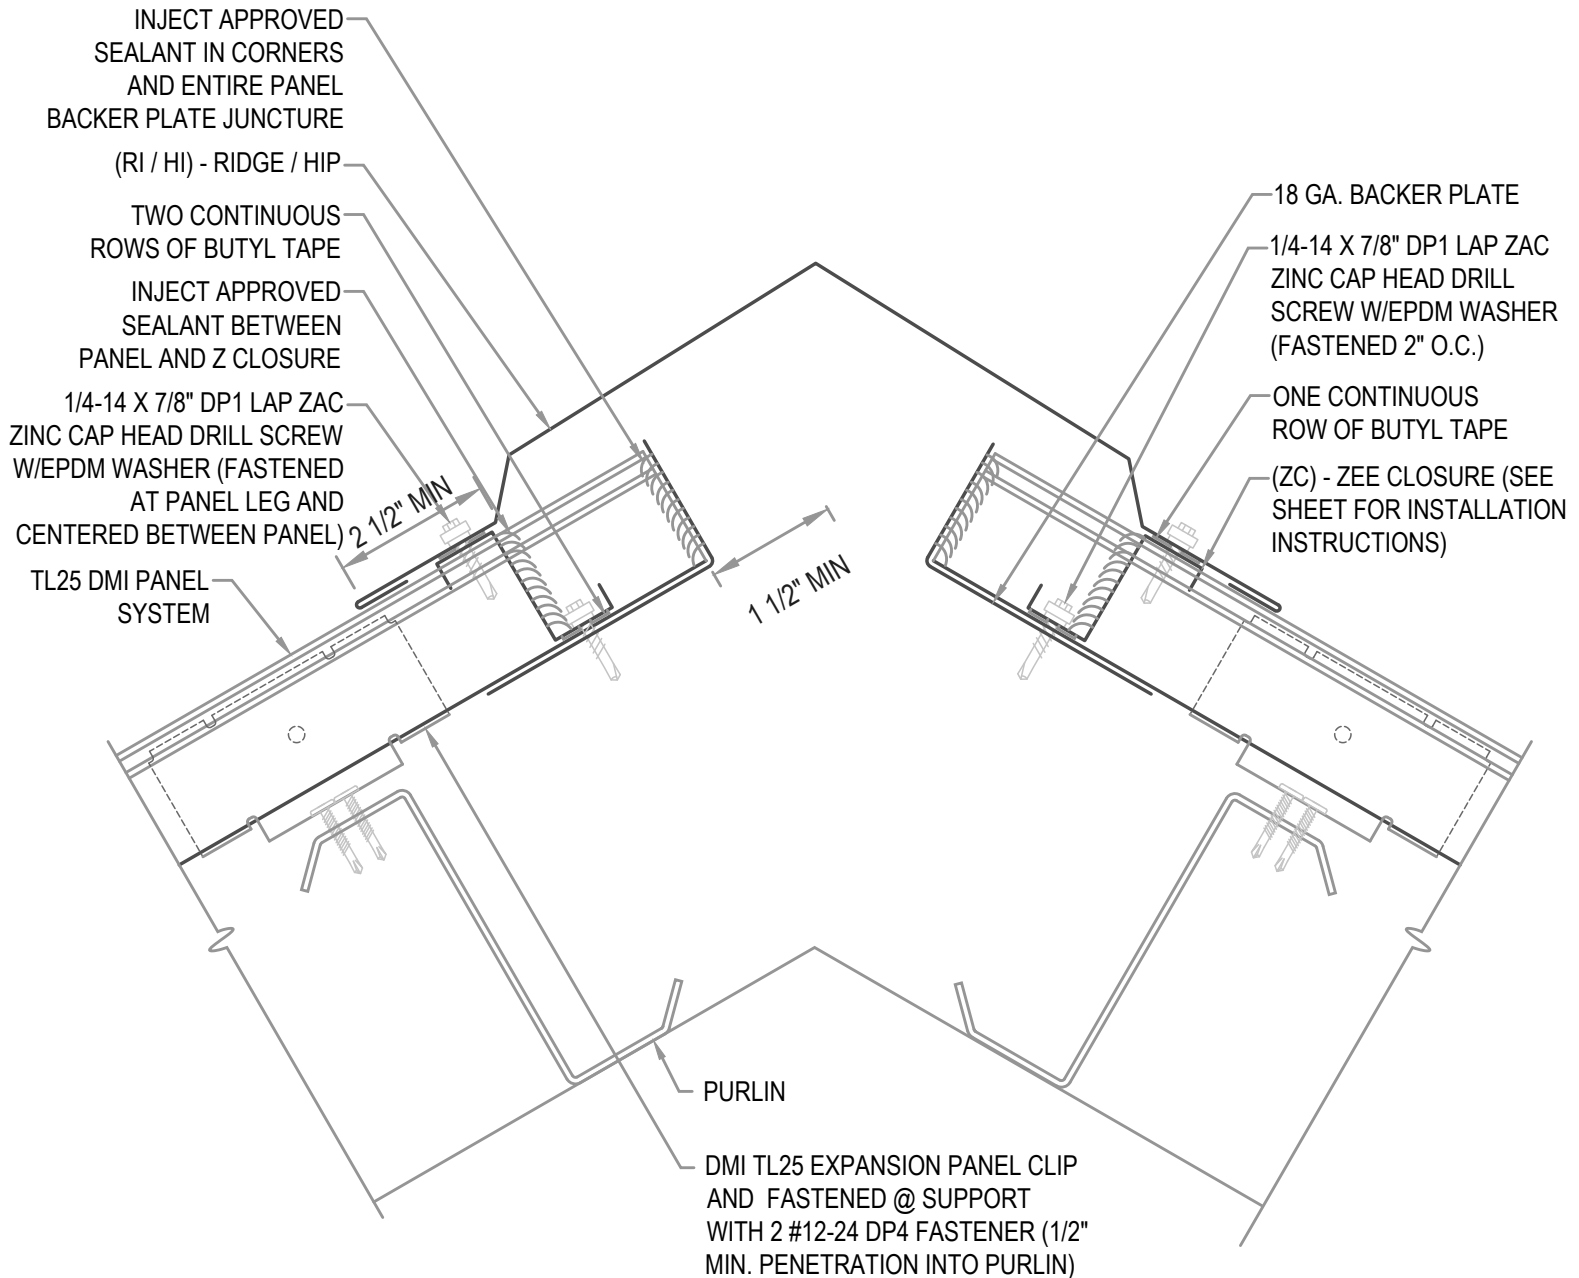 INJECT APPROVED
SEALANT IN CORNERS
AND ENTIRE PANEL
BACKER PLATE JUNCTURE
(RI / HI) - RIDGE / HIP
TWO CONTINUOUS
ROWS OF BUTYL TAPE
INJECT APPROVED
SEALANT BETWEEN
PANEL AND Z CLOSURE
1/4-14 X 7/8" DP1 LAP ZAC
ZINC CAP HEAD DRILL SCREW
W/EPDM WASHER (FASTENED
AT PANEL LEG AND
CENTERED BETWEEN PANEL)
2 1/2" MIN
TL25 DMI PANEL
SYSTEM
1 1/2" MIN
18 GA. BACKER PLATE
1/4-14 X 7/8" DP1 LAP ZAC
ZINC CAP HEAD DRILL
SCREW W/EPDM WASHER
(FASTENED 2" O.C.)
ONE CONTINUOUS
ROW OF BUTYL TAPE
(ZC) - ZEE CLOSURE (SEE
SHEET FOR INSTALLATION
INSTRUCTIONS)
PURLIN
DMI TL25 EXPANSION PANEL CLIP
AND FASTENED @ SUPPORT
WITH 2 #12-24 DP4 FASTENER (1/2"
MIN. PENETRATION INTO PURLIN)